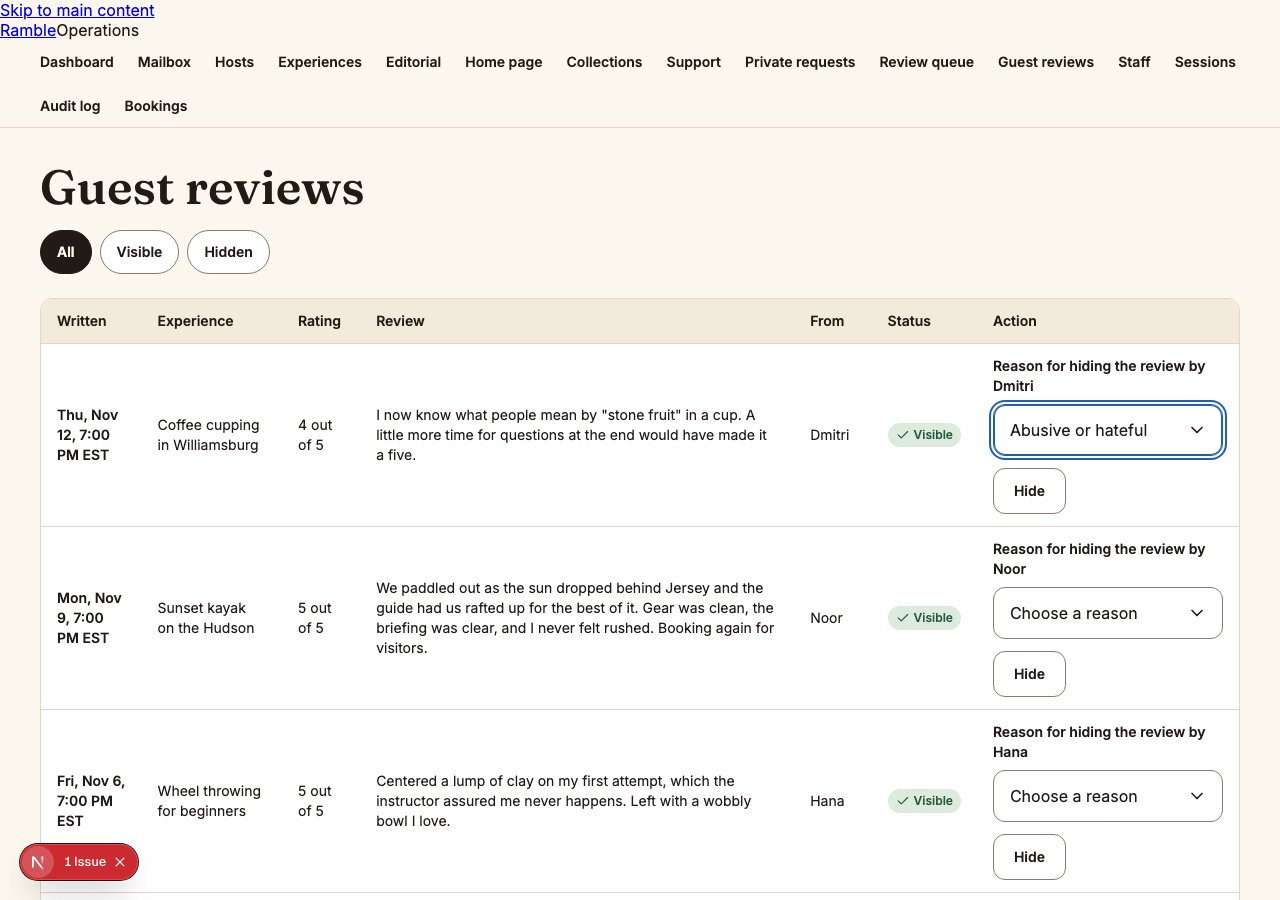 Skip to main content
RambleOperations
Dashboard Mailbox Hosts Experiences Editorial Home page Collections Support Private requests Review queue Guest reviews Staff Sessions
Audit log Bookings
Guest reviews
All Visible Hidden
Written Experience Rating Review From Status Action
Thu, Nov
12, 7:00
PM EST
Coffee cupping
in Williamsburg
4 out
of 5
I now know what people mean by "stone fruit" in a cup. A
little more time for questions at the end would have made it
a five.
Dmitri
Visible
Reason for hiding the review by
Dmitri
Abusive or hateful
Hide
Mon, Nov
9, 7:00
PM EST
Sunset kayak
on the Hudson
5 out
of 5
We paddled out as the sun dropped behind Jersey and the
guide had us rafted up for the best of it. Gear was clean, the
briefing was clear, and I never felt rushed. Booking again for
visitors.
Noor
Visible
Reason for hiding the review by
Noor
Choose a reason
Hide
Fri, Nov 6,
7:00 PM
EST
Wheel throwing
for beginners
5 out
of 5
Centered a lump of clay on my first attempt, which the
instructor assured me never happens. Left with a wobbly
bowl I love.
Hana
Visible
Reason for hiding the review by
Hana
Choose a reason
Hide
N 1 Issue